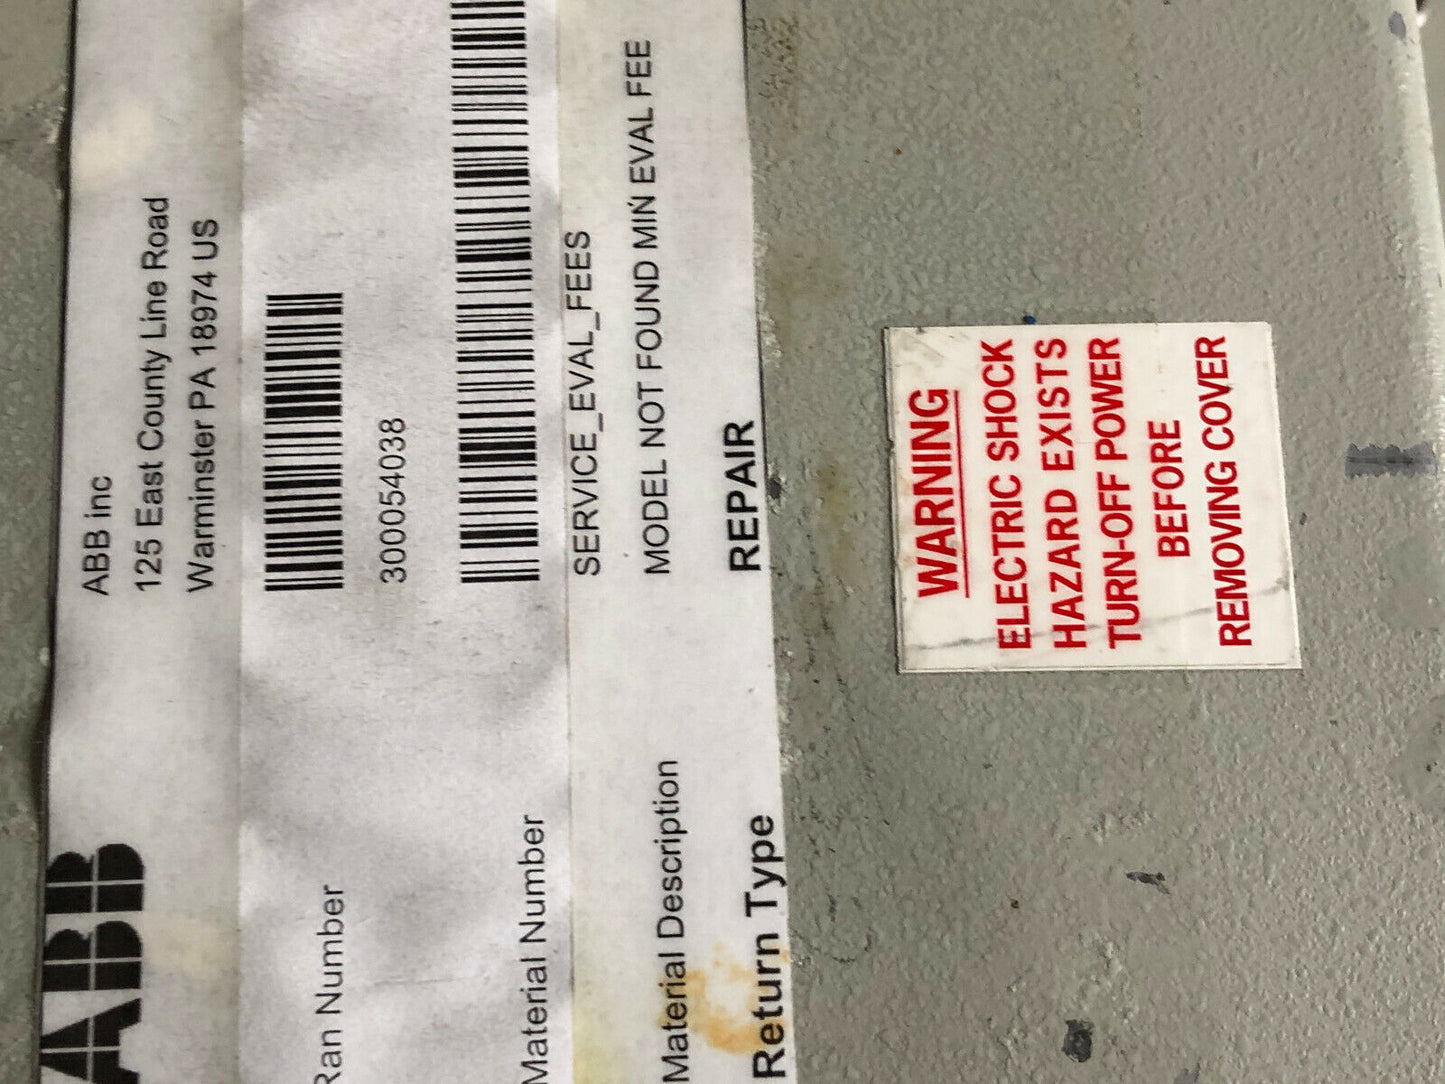 ABB
ABB inc
125 East County Line Road
Warminster PA 18974 US
Ran Number
300054038
Material Number
SERVICE_EVAL_FEES
Material Description
MODEL NOT FOUND MIN EVAL FEE
Return Type
REPAIR
WARNING
ELECTRIC SHOCK
HAZARD EXISTS
TURN-OFF POWER
BEFORE
REMOVING COVER